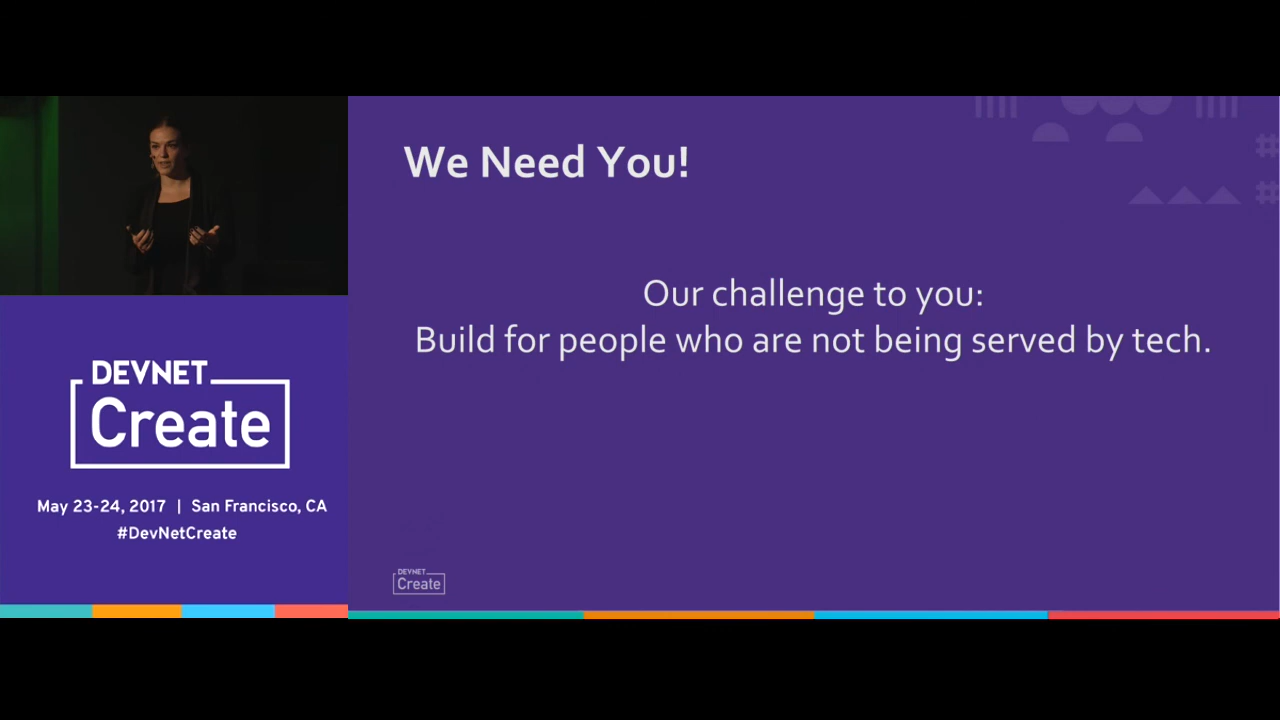 We Need You!
Our challenge to you:
Build for people who are not being served by tech.
DEVNET
Create
May 23-24, 2017 | San Francisco, CA
#DevNetCreate
DEVNET
Create